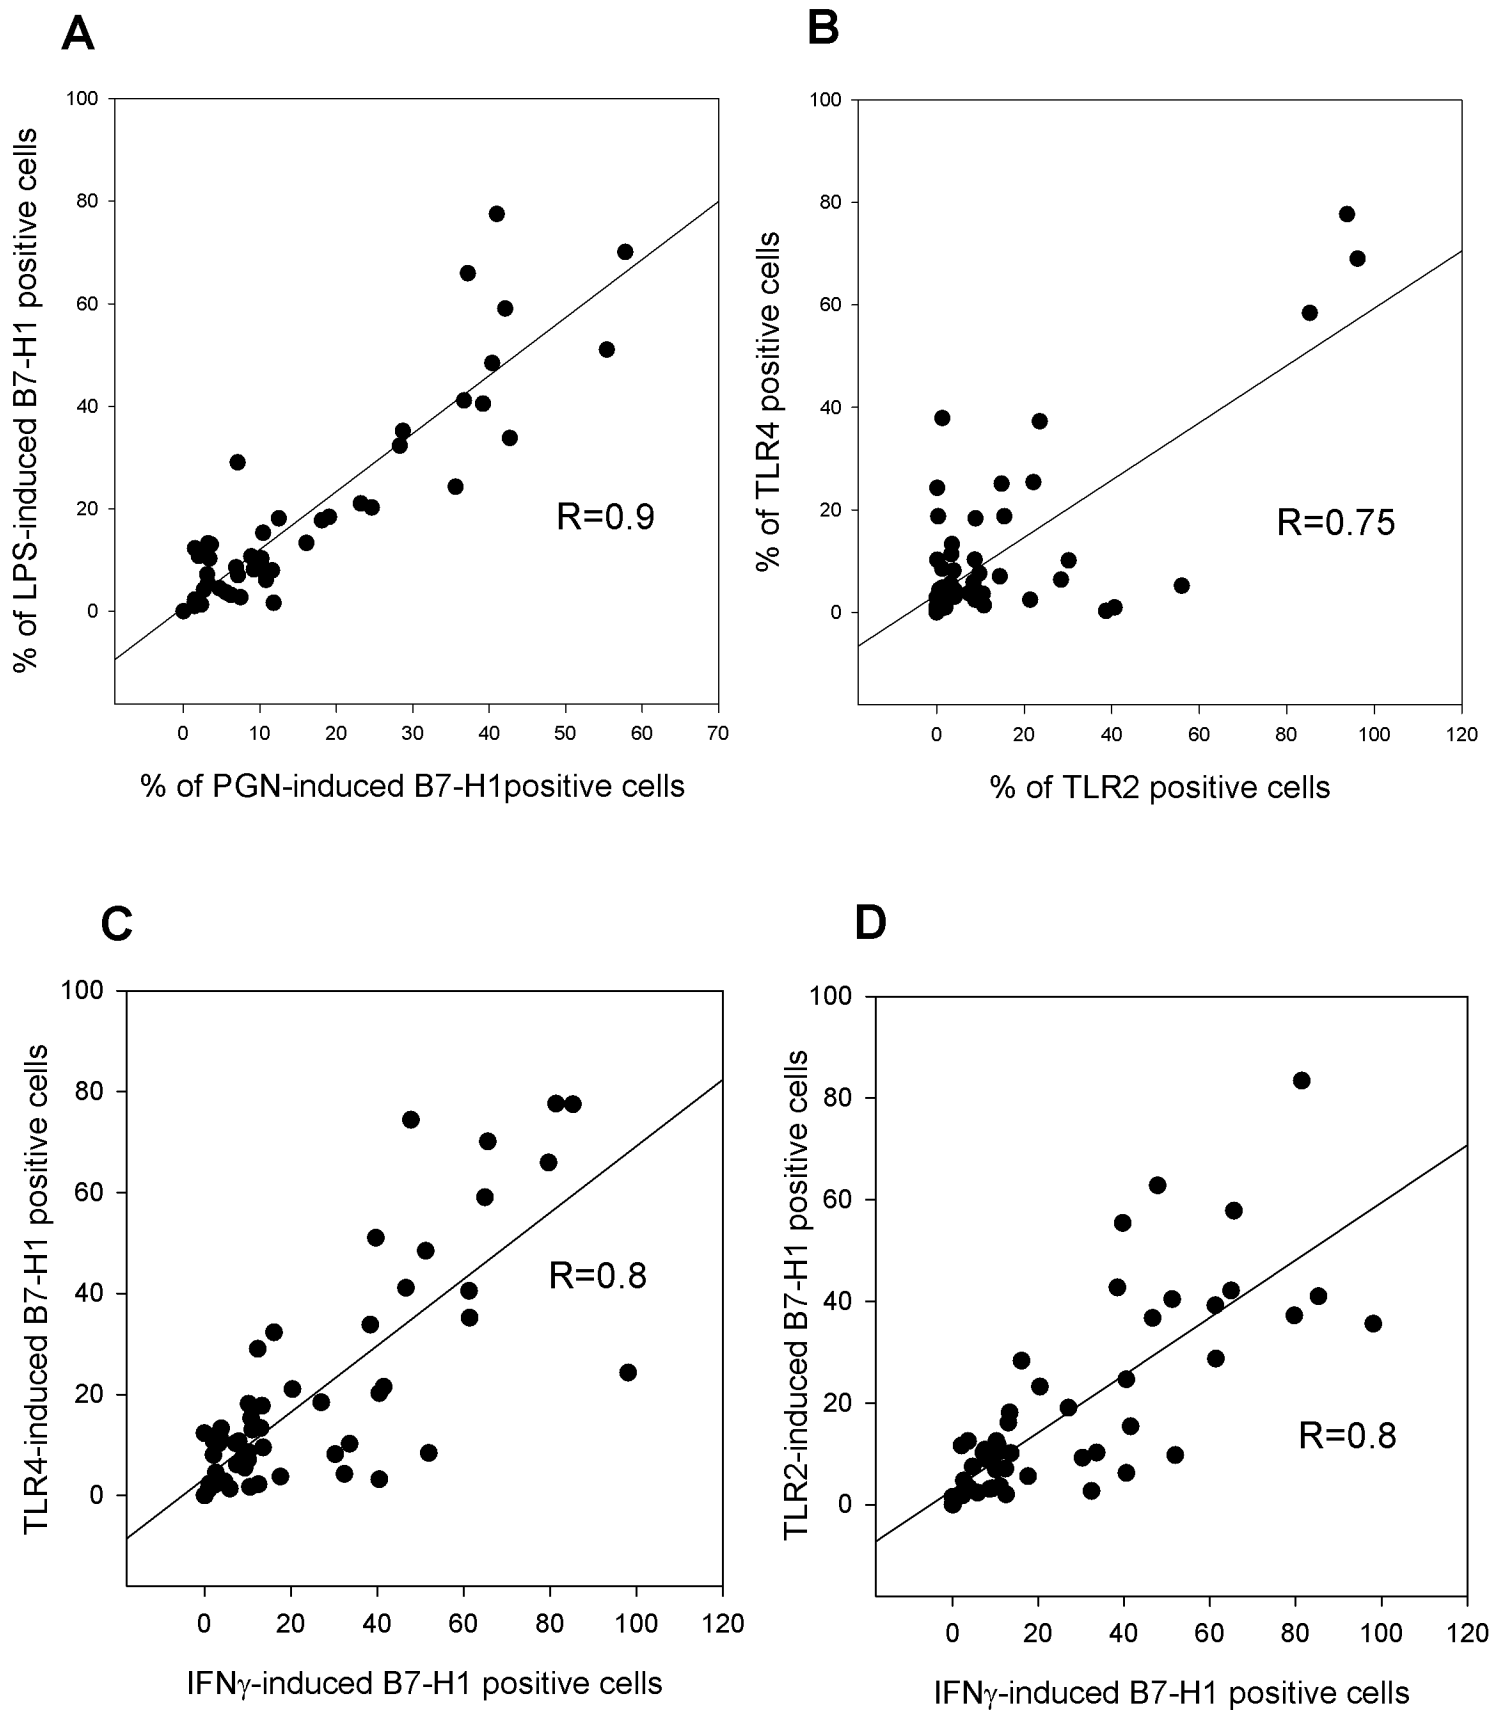 A
% of LPS-induced B7-H1 positive cells
100
80
60
40
20
0
R=0.9
0 10 20 30 40 50 60 70
% of PGN-induced B7-H1positive cells
B
% of TLR4 positive cells
100
80
60
40
20
0
R=0.75
0 20 40 60 80 100 120
% of TLR2 positive cells
C
TLR4-induced B7-H1 positive cells
100
80
60
40
20
0
R=0.8
0 20 40 60 80 100 120
IFNγ-induced B7-H1 positive cells
D
TLR2-induced B7-H1 positive cells
100
80
60
40
20
0
R=0.8
0 20 40 60 80 100 120
IFNγ-induced B7-H1 positive cells